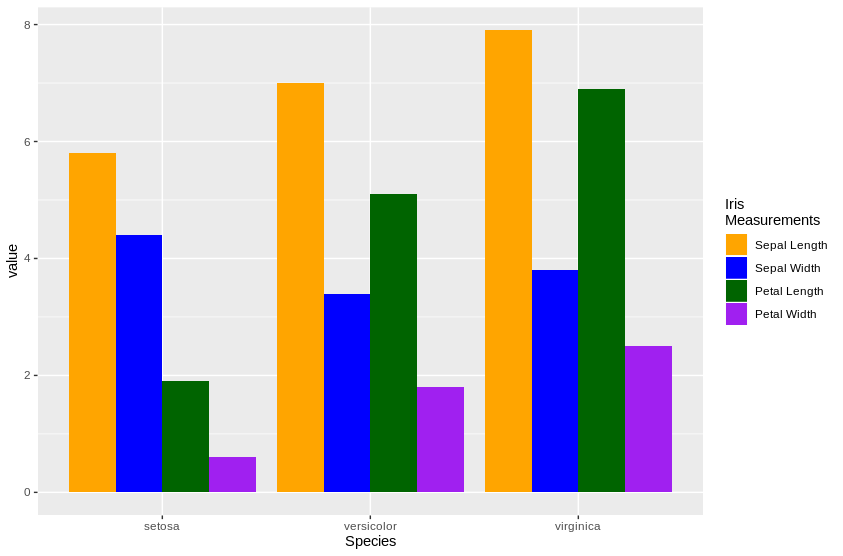 8
6
4
2
0
value
setosa
versicolor
virginica
Species
Iris
Measurements
Sepal Length
Sepal Width
Petal Length
Petal Width